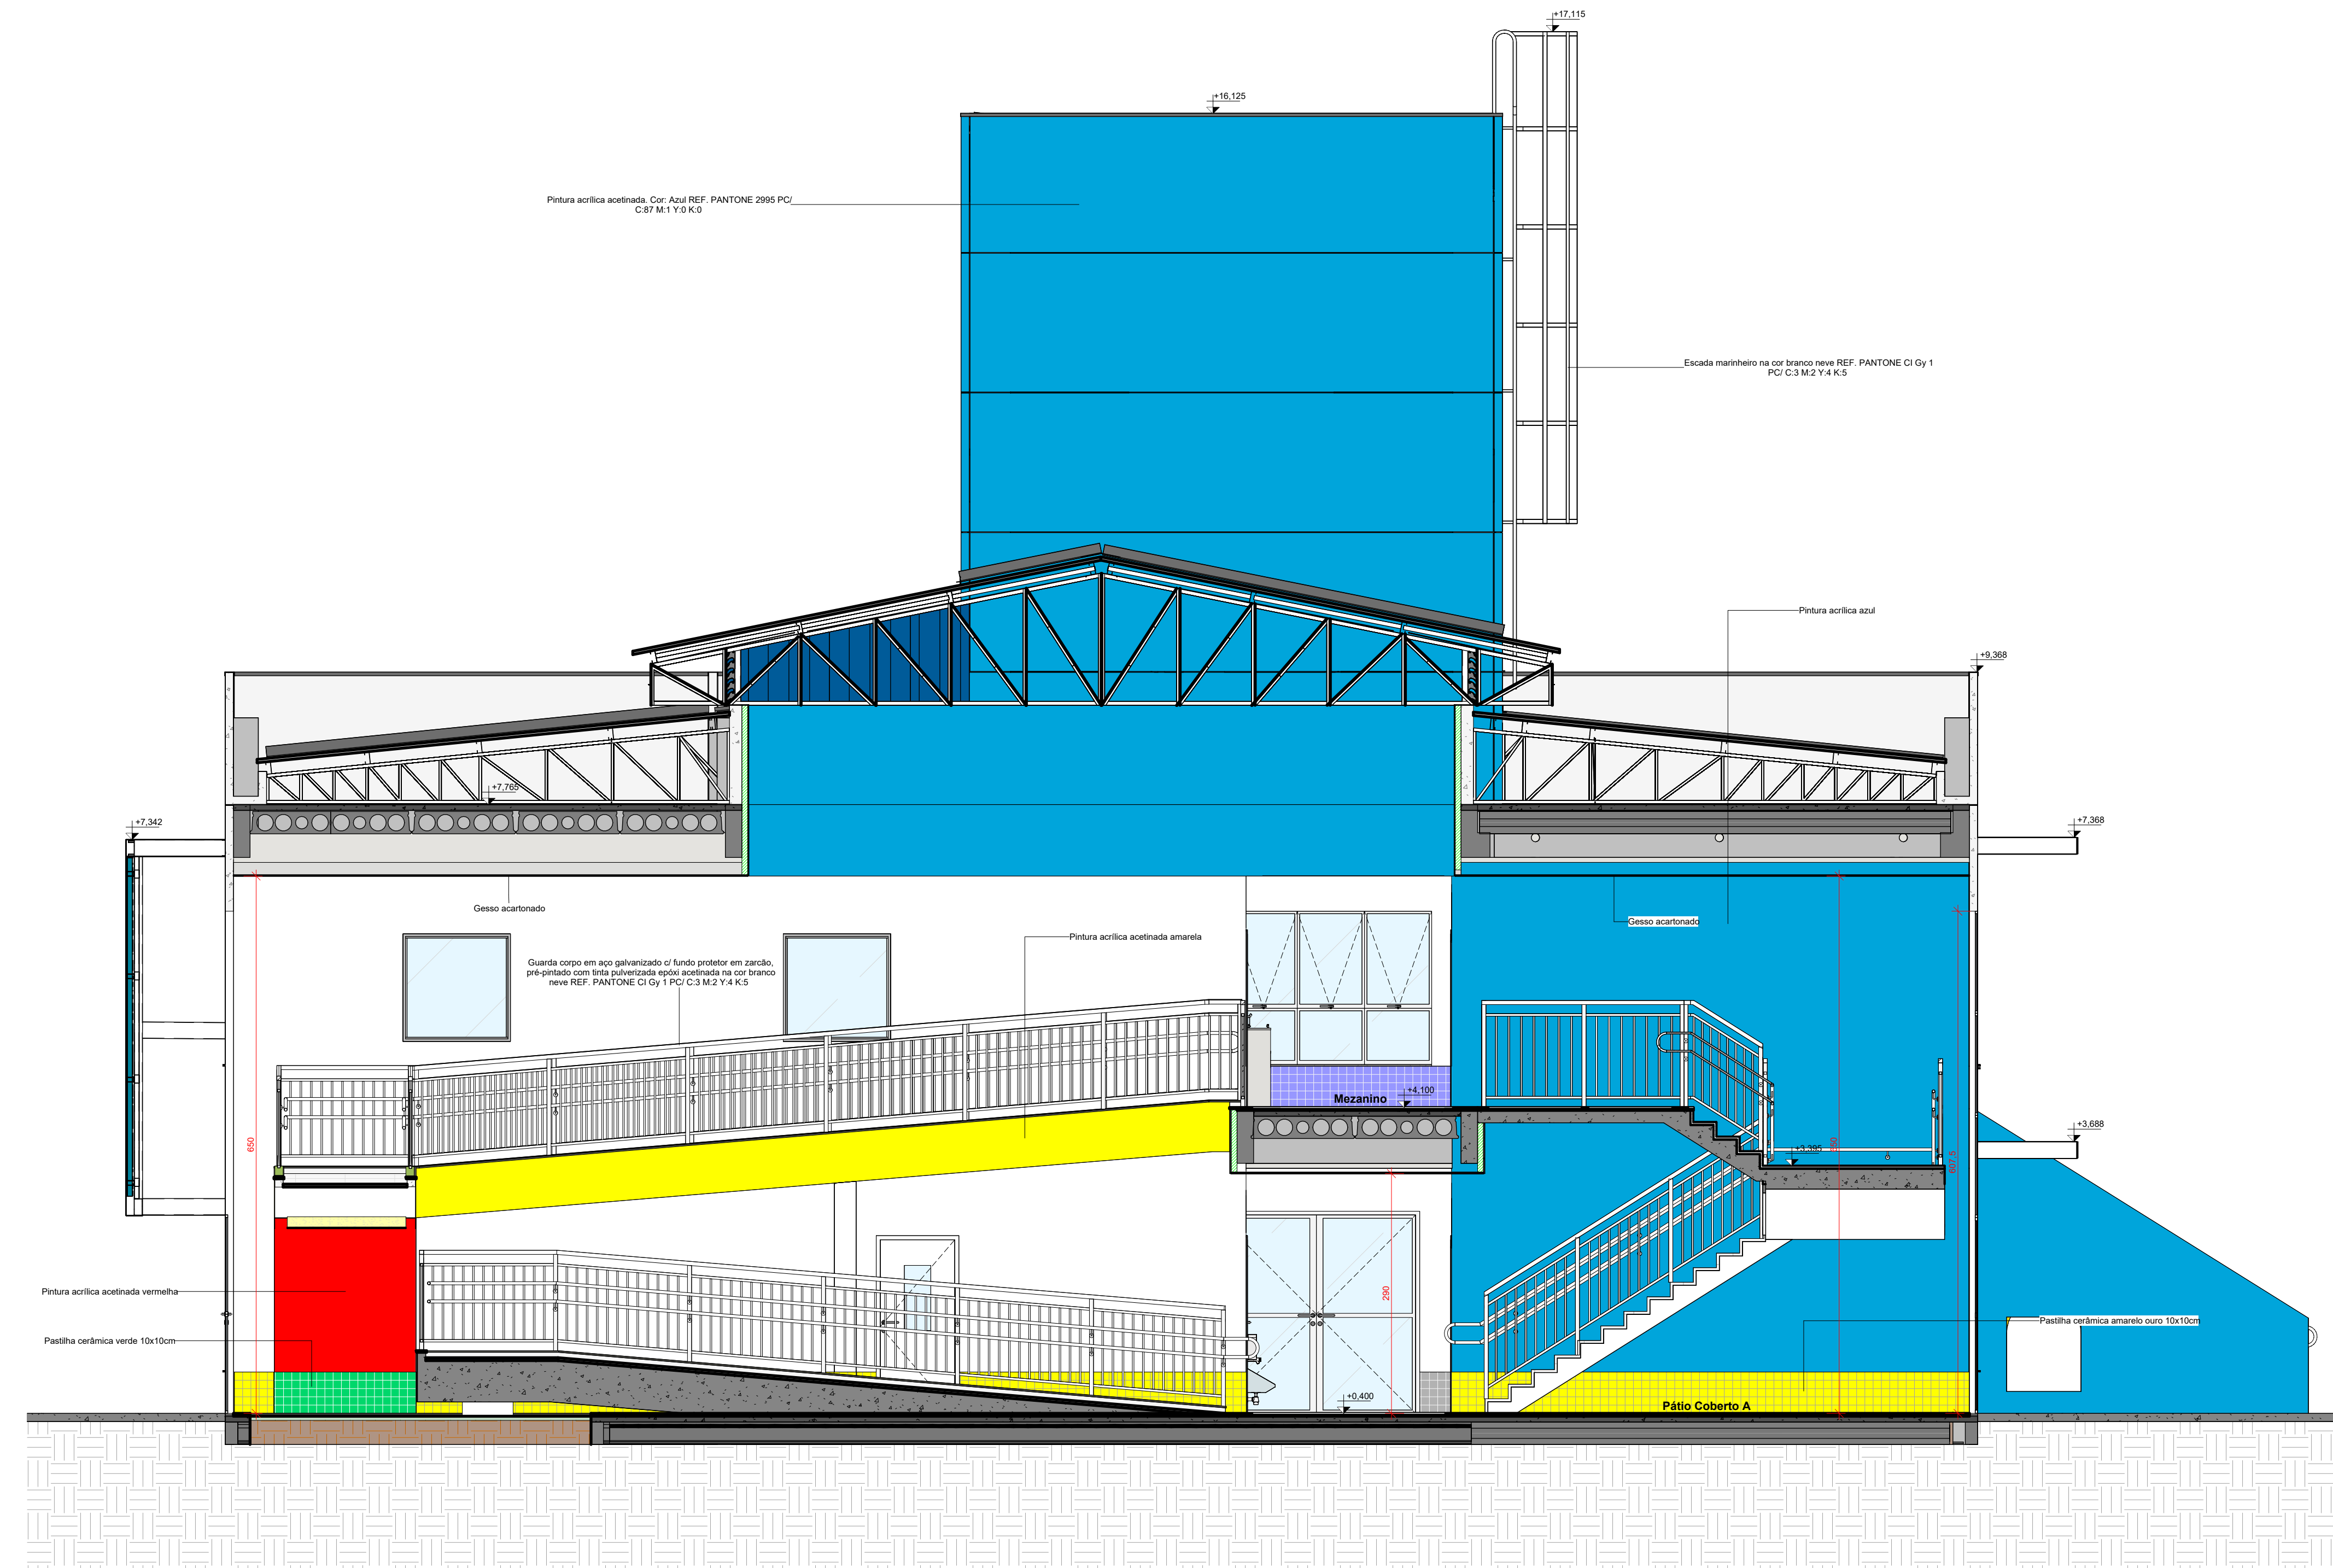 +17,115
+16,125
Pintura acrílica acetinada. Cor: Azul REF. PANTONE 2995 PC/
C:87 M:1 Y:0 K:0
Escada marinheiro na cor branco neve REF. PANTONE CI Gy 1
PC/ C:3 M:2 Y:4 K:5
Pintura acrílica azul
+9,368
+7,765
+7,342
+7,368
Gesso acartonado
Gesso acartonado
Pintura acrílica acetinada amarela
Guarda corpo em aço galvanizado c/ fundo protetor em zarcão,
pré-pintado com tinta pulverizada epóxi acetinada na cor branco
neve REF. PANTONE CI Gy 1 PC/ C:3 M:2 Y:4 K:5
+4,100
Mezanino
+3,688
650
+3,395
650
607,5
290
Pintura acrílica acetinada vermelha
Pastilha cerâmica amarelo ouro 10x10cm
Pastilha cerâmica verde 10x10cm
+0,400
Pátio Coberto A